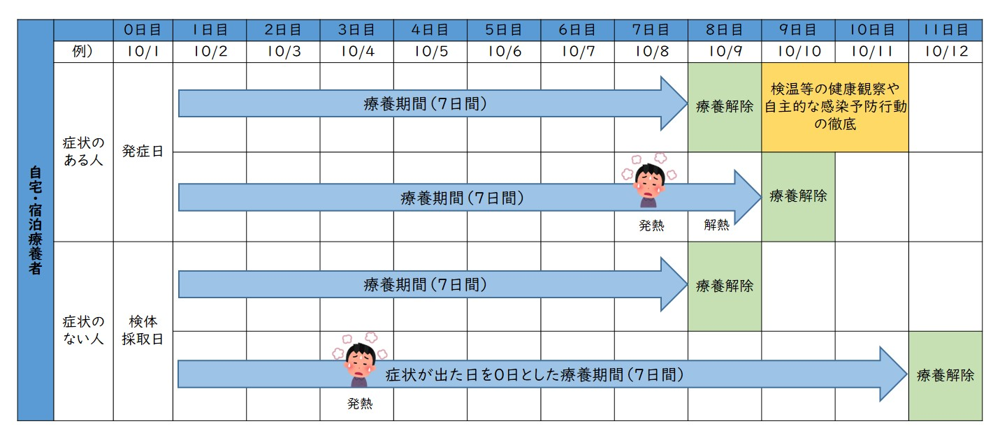 0日目 1日目 2日目 3日目 4日目 5日目 6日目 7日目 8日目 9日目 10日目 11日目
例） 10/1 10/2 10/3 10/4 10/5 10/6 10/7 10/8 10/9 10/10 10/11 10/12
自宅・宿泊療養者
症状の
ある人
発症日
療養期間（7日間）
療養解除
検温等の健康観察や
自主的な感染予防行動
の徹底
療養期間（7日間）
発熱
解熱
療養解除
症状の
ない人
検体
採取日
療養期間（7日間）
療養解除
症状が出た日を0日とした療養期間（7日間）
発熱
療養解除